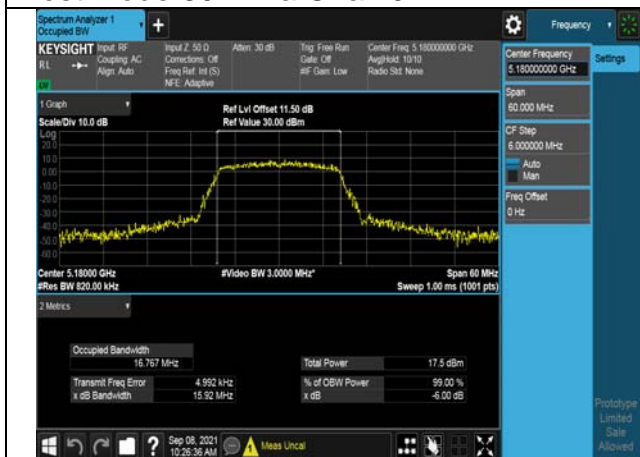 Spectrum Analyzer 1
Occupied BW
+
Frequency
KEYSIGHT
RL
Input: RF
Coupling: AC
Align: Auto
Input Z: 50 Ω
Corrections: Off
Freq Ref: Int (S)
NFE: Adaptive
Atten: 30 dB
Trig: Free Run
Gate: Off
#IF Gain: Low
Center Freq: 5.180000000 GHz
Avg|Hold: 10/10
Radio Std: None
Center Frequency
5.180000000 GHz
Settings
Span
60.000 MHz
CF Step
6.000000 MHz
Auto
Man
Freq Offset
0 Hz
1 Graph
Scale/Div 10.0 dB
Ref Lvl Offset 11.50 dB
Ref Value 30.00 dBm
Log
20.0
10.0
0.00
-10.0
-20.0
-30.0
-40.0
-50.0
-60.0
Center 5.18000 GHz
#Video BW 3.0000 MHz*
Span 60 MHz
#Res BW 820.00 kHz
Sweep 1.00 ms (1001 pts)
2 Metrics
Occupied Bandwidth
16.767 MHz
Total Power
17.5 dBm
Transmit Freq Error
4.992 kHz
% of OBW Power
99.00 %
x dB Bandwidth
15.92 MHz
x dB
-6.00 dB
Prototype
Limited
Sale
Allowed
?
Sep 08, 2021
10:26:36 AM
Meas Uncal